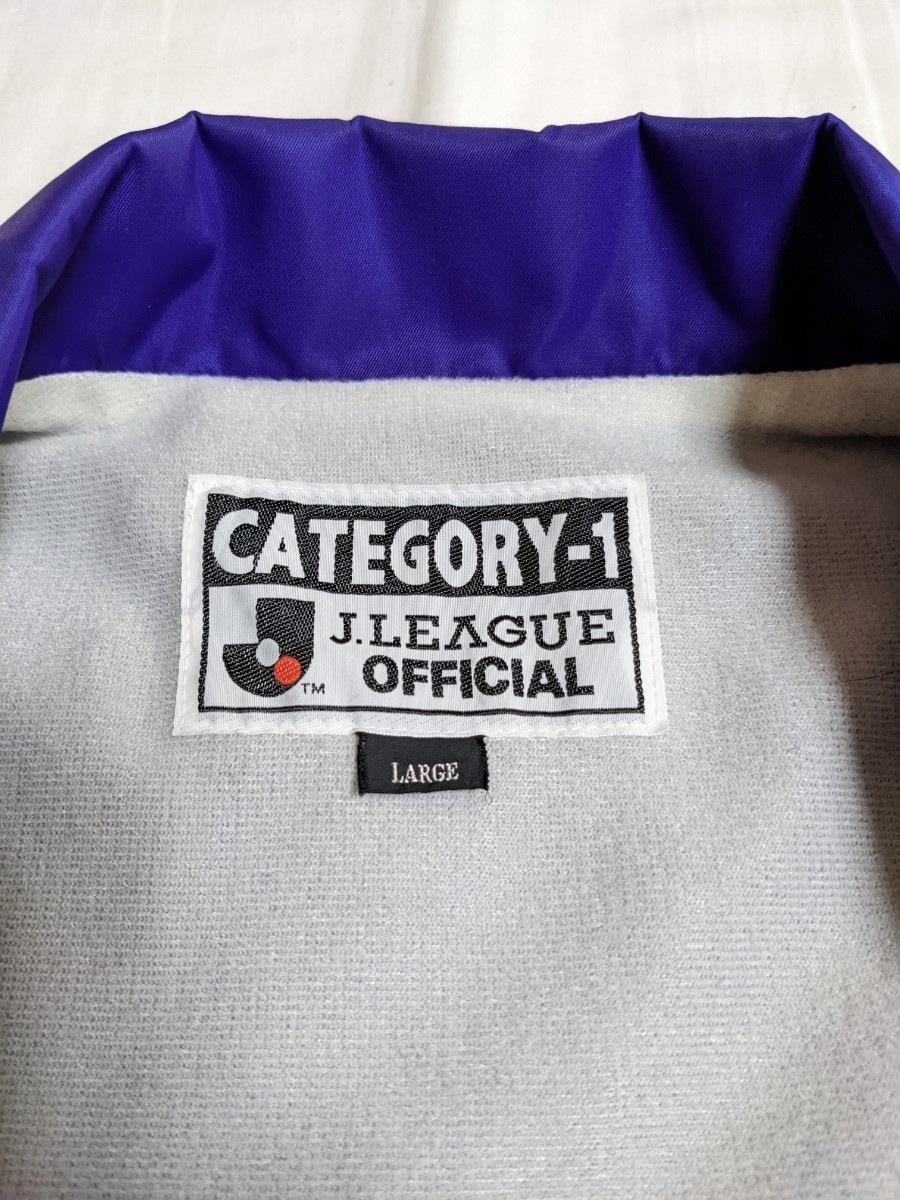 CATEGORY-1
J.LEAGUE
OFFICIAL
TM
LARGE